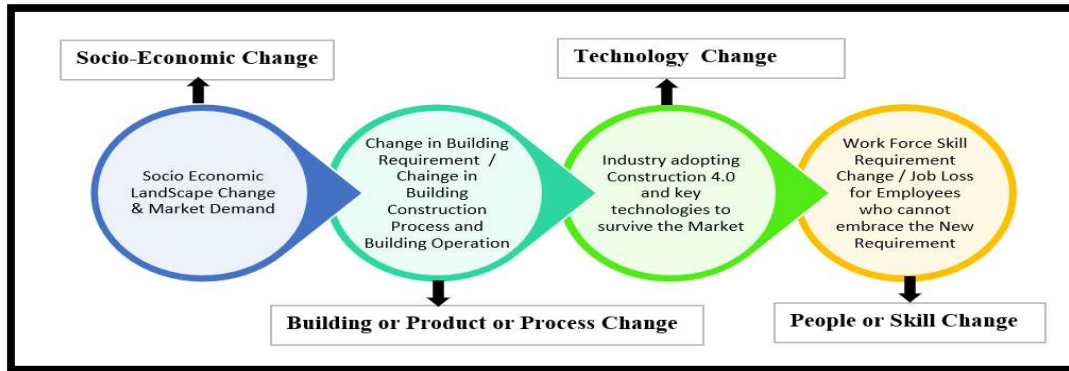 Socio-Economic Change
Technology Change
Socio Economic
LandScape Change
& Market Demand
Change in Building
Requirement /
Chainge in
Building
Construction
Process and
Building Operation
Industry adopting
Construction 4.0
and key
technologies to
survive the Market
Work Force Skill
Requirement
Change / Job Loss
for Employees
who cannot
embrace the New
Requirement
Building or Product or Process Change
People or Skill Change